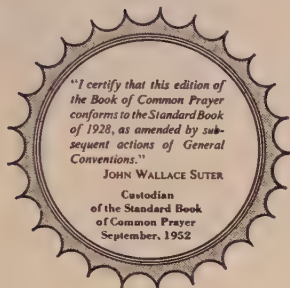 "I certify that this edition of
the Book of Common Prayer
conforms to the Standard Book
of 1928, as amended by sub-
sequent actions of General
Conventions."
JOHN WALLACE SUTER
Custodian
of the Standard Book
of Common Prayer
September, 1952